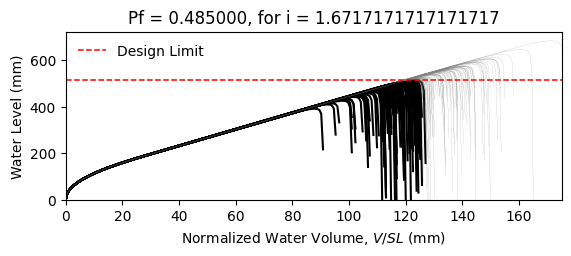 Pf = 0.485000, for i = 1.6717171717171717
Design Limit
Water Level (mm)
600
400
200
0
0 20 40 60 80 100 120 140 160
Normalized Water Volume, V/SL (mm)